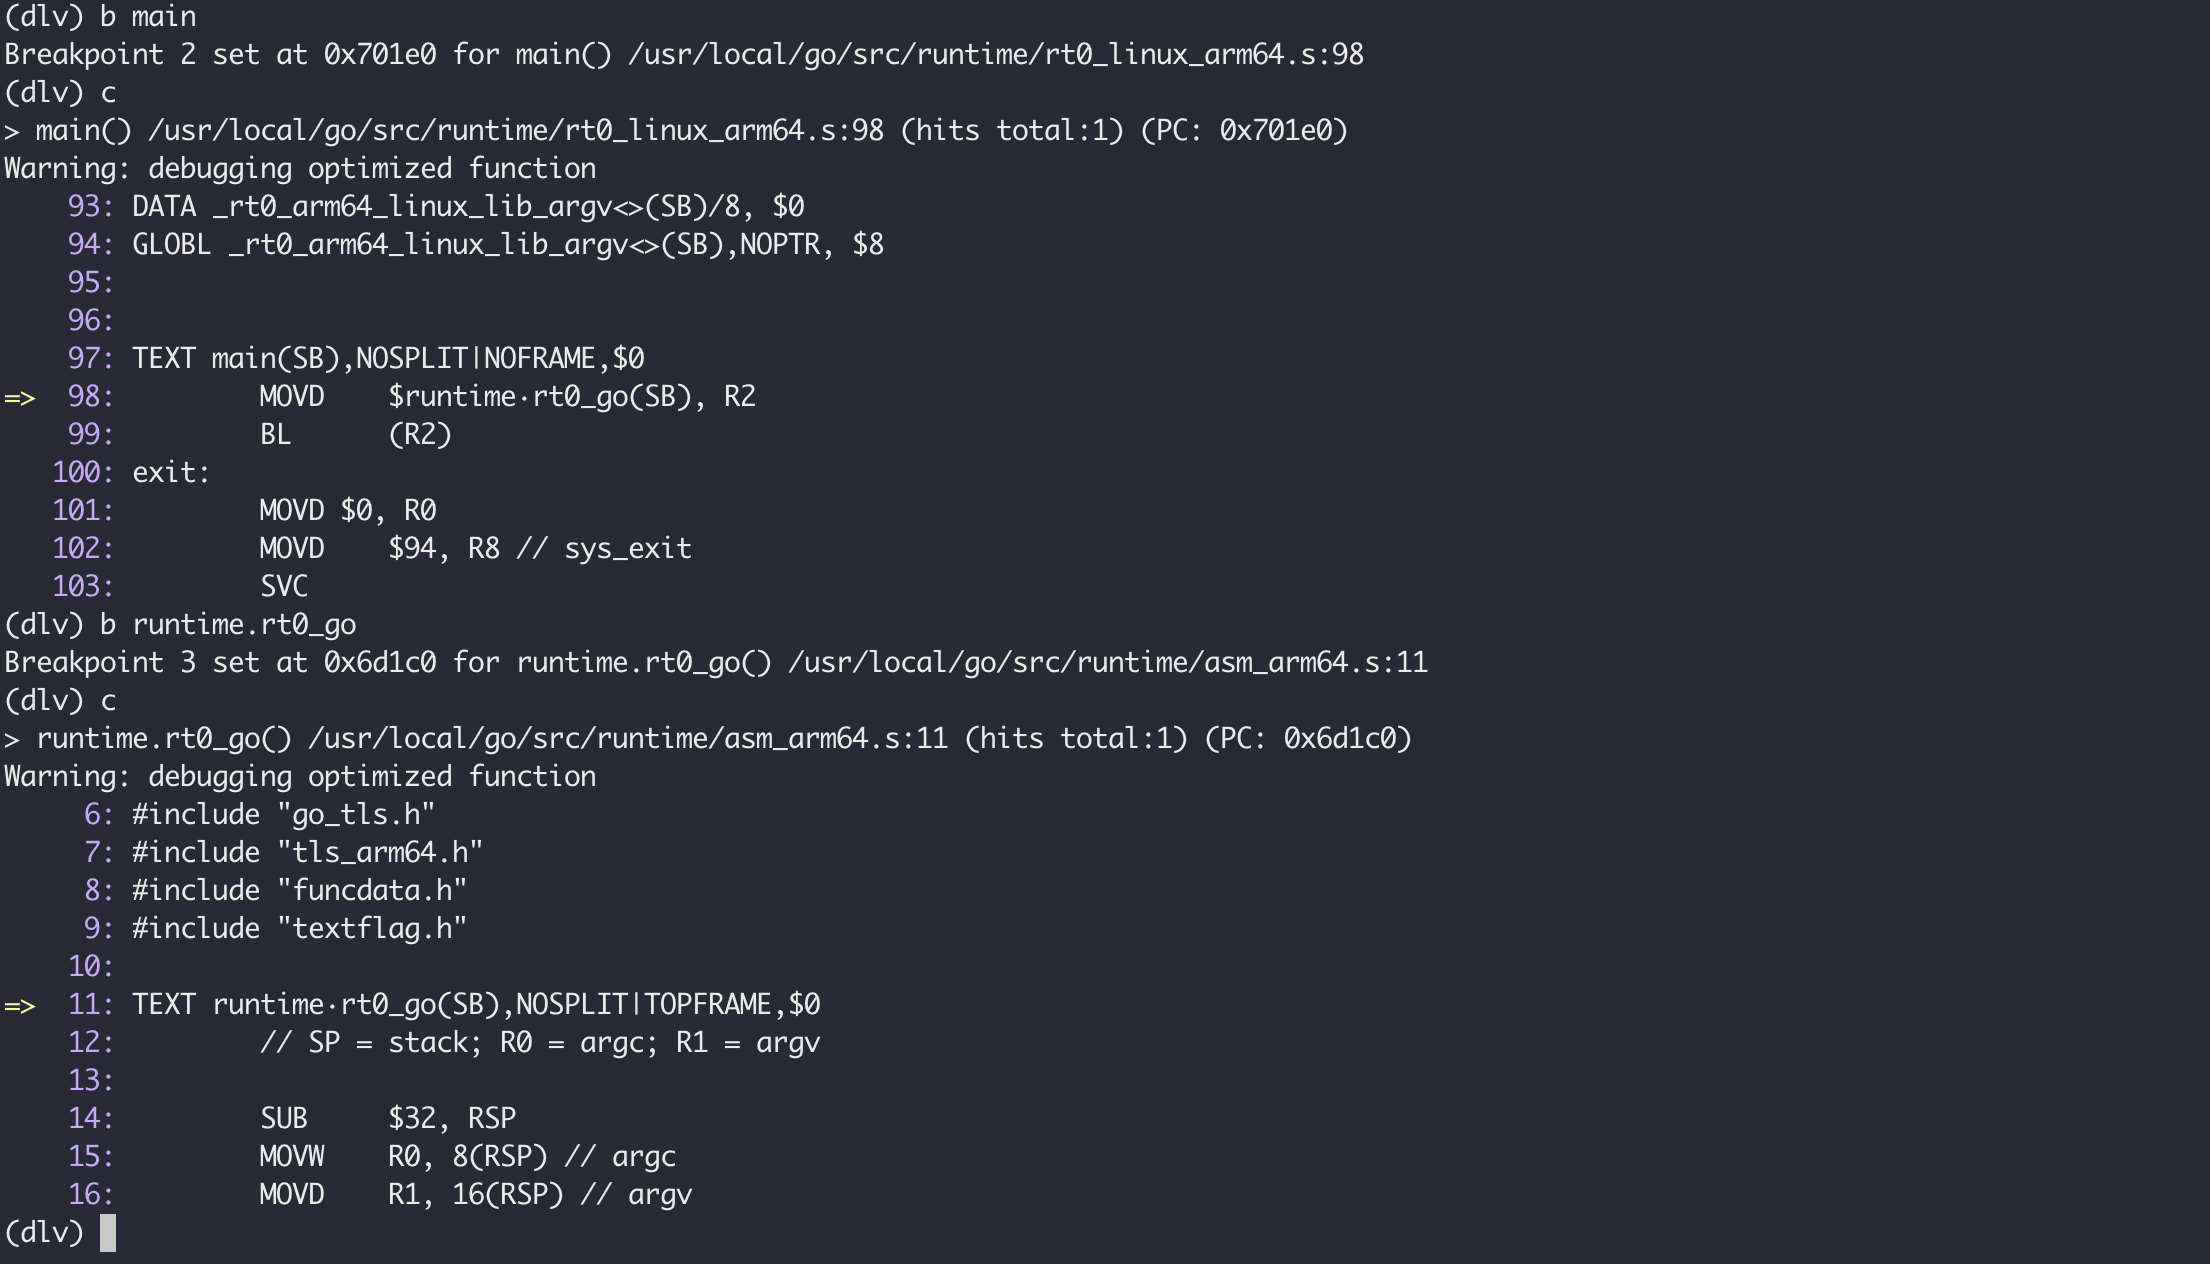 (dlv) b main
Breakpoint 2 set at 0x701e0 for main() /usr/local/go/src/runtime/rt0_linux_arm64.s:98
(dlv) c
> main() /usr/local/go/src/runtime/rt0_linux_arm64.s:98 (hits total:1) (PC: 0x701e0)
Warning: debugging optimized function
    93: DATA _rt0_arm64_linux_lib_argv<>(SB)/8, $0
    94: GLOBL _rt0_arm64_linux_lib_argv<>(SB),NOPTR, $8
    95:
    96:
    97: TEXT main(SB),NOSPLIT|NOFRAME,$0
=>  98:         MOVD    $runtime·rt0_go(SB), R2
    99:         BL      (R2)
   100: exit:
   101:         MOVD $0, R0
   102:         MOVD    $94, R8 // sys_exit
   103:         SVC
(dlv) b runtime.rt0_go
Breakpoint 3 set at 0x6d1c0 for runtime.rt0_go() /usr/local/go/src/runtime/asm_arm64.s:11
(dlv) c
> runtime.rt0_go() /usr/local/go/src/runtime/asm_arm64.s:11 (hits total:1) (PC: 0x6d1c0)
Warning: debugging optimized function
     6: #include "go_tls.h"
     7: #include "tls_arm64.h"
     8: #include "funcdata.h"
     9: #include "textflag.h"
    10:
=>  11: TEXT runtime·rt0_go(SB),NOSPLIT|TOPFRAME,$0
    12:         // SP = stack; R0 = argc; R1 = argv
    13:
    14:         SUB     $32, RSP
    15:         MOVW    R0, 8(RSP) // argc
    16:         MOVD    R1, 16(RSP) // argv
(dlv)